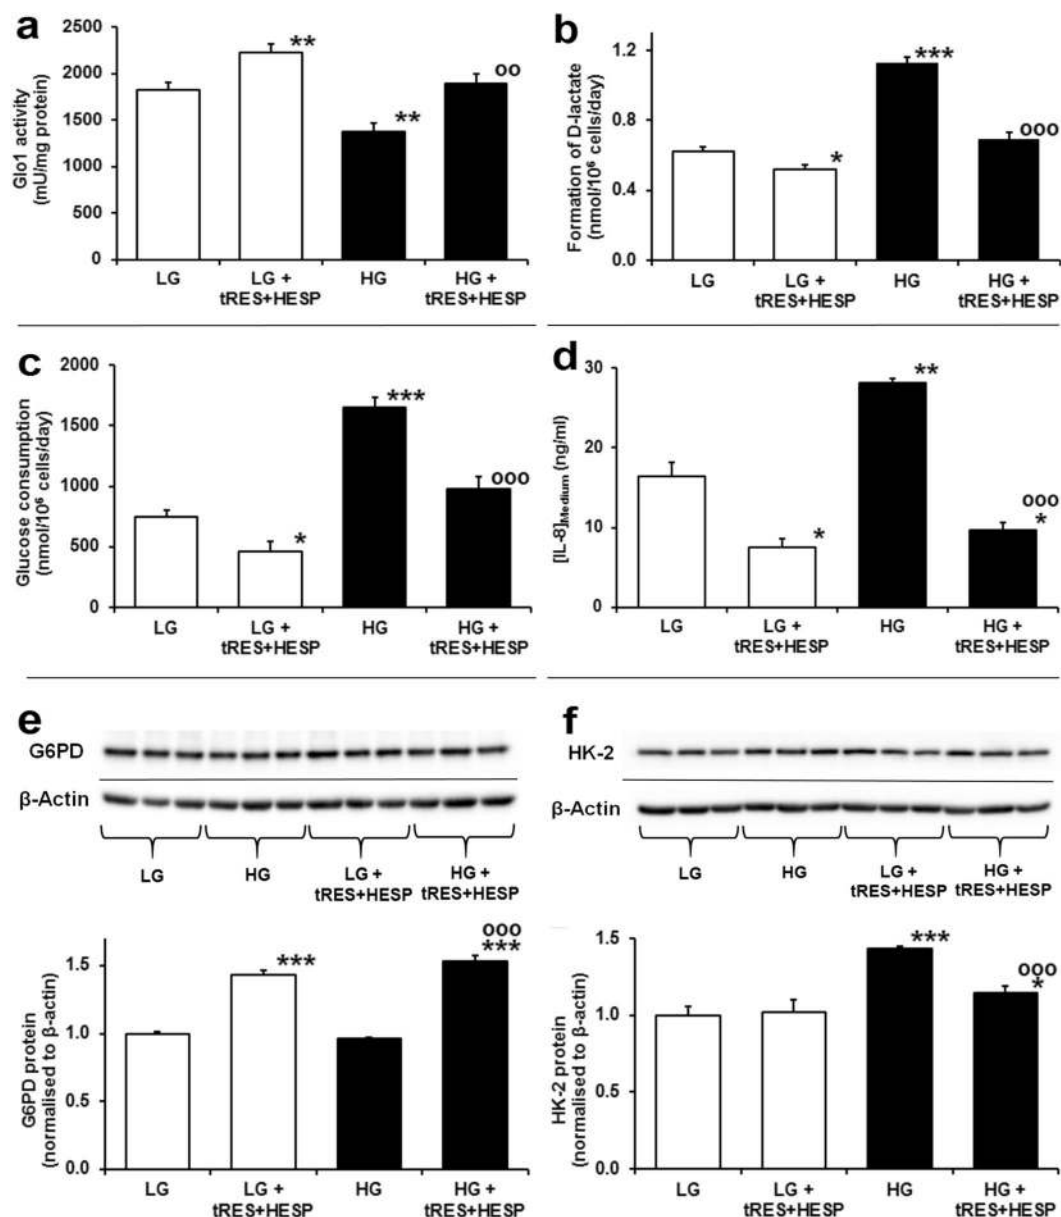 a
Glo1 activity
(mU/mg protein)
2500
2000
1500
1000
500
0
**
**
oo
LG
LG +
tRES+HESP
HG
HG +
tRES+HESP
b
Formation of D-lactate
(nmol/10⁶ cells/day)
1.2
0.8
0.4
0.0
*
***
ooo
LG
LG +
tRES+HESP
HG
HG +
tRES+HESP
c
Glucose consumption
(nmol/10⁶ cells/day)
2000
1500
1000
500
0
*
***
ooo
LG
LG +
tRES+HESP
HG
HG +
tRES+HESP
d
[IL-8]Medium (ng/ml)
30
20
10
0
*
**
ooo
*
LG
LG +
tRES+HESP
HG
HG +
tRES+HESP
e
G6PD
β-Actin
LG
HG
LG +
tRES+HESP
HG +
tRES+HESP
G6PD protein
(normalised to β-actin)
1.5
1.0
0.5
0.0
***
ooo
***
LG
LG +
tRES+HESP
HG
HG +
tRES+HESP
f
HK-2
β-Actin
LG
HG
LG +
tRES+HESP
HG +
tRES+HESP
HK-2 protein
(normalised to β-actin)
1.5
1.0
0.5
0.0
***
ooo
*
LG
LG +
tRES+HESP
HG
HG +
tRES+HESP